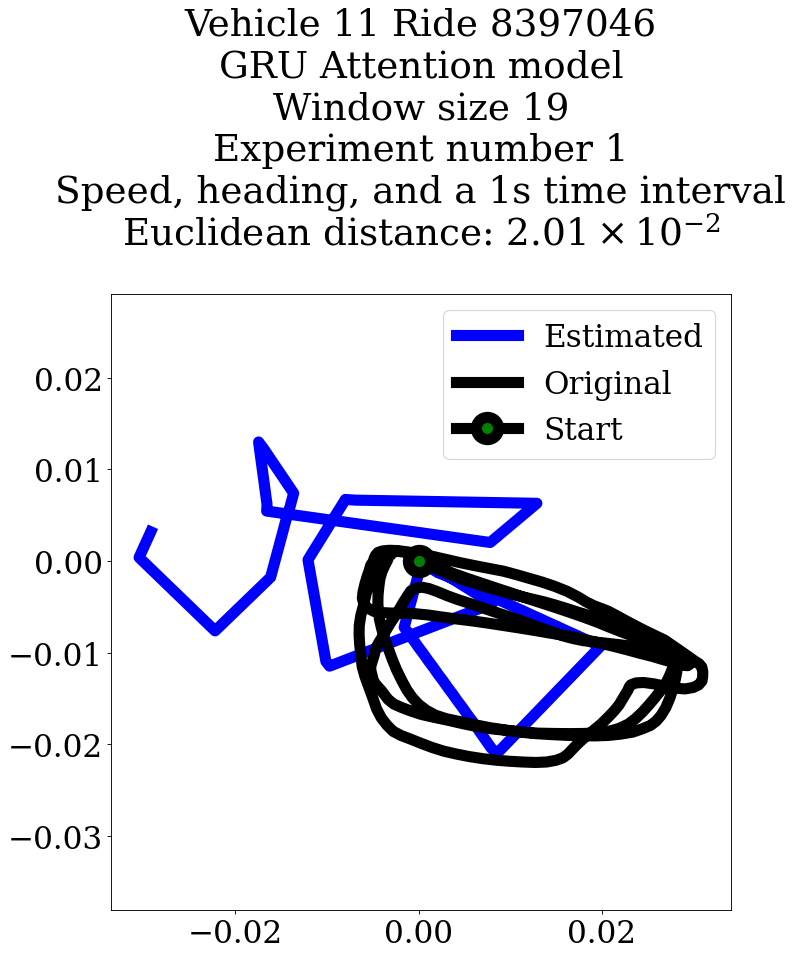 Vehicle 11 Ride 8397046
GRU Attention model
Window size 19
Experiment number 1
Speed, heading, and a 1s time interval
Euclidean distance: 2.01 × 10⁻²
Estimated
Original
Start
0.02
0.01
0.00
−0.01
−0.02
−0.03
−0.02 0.00 0.02